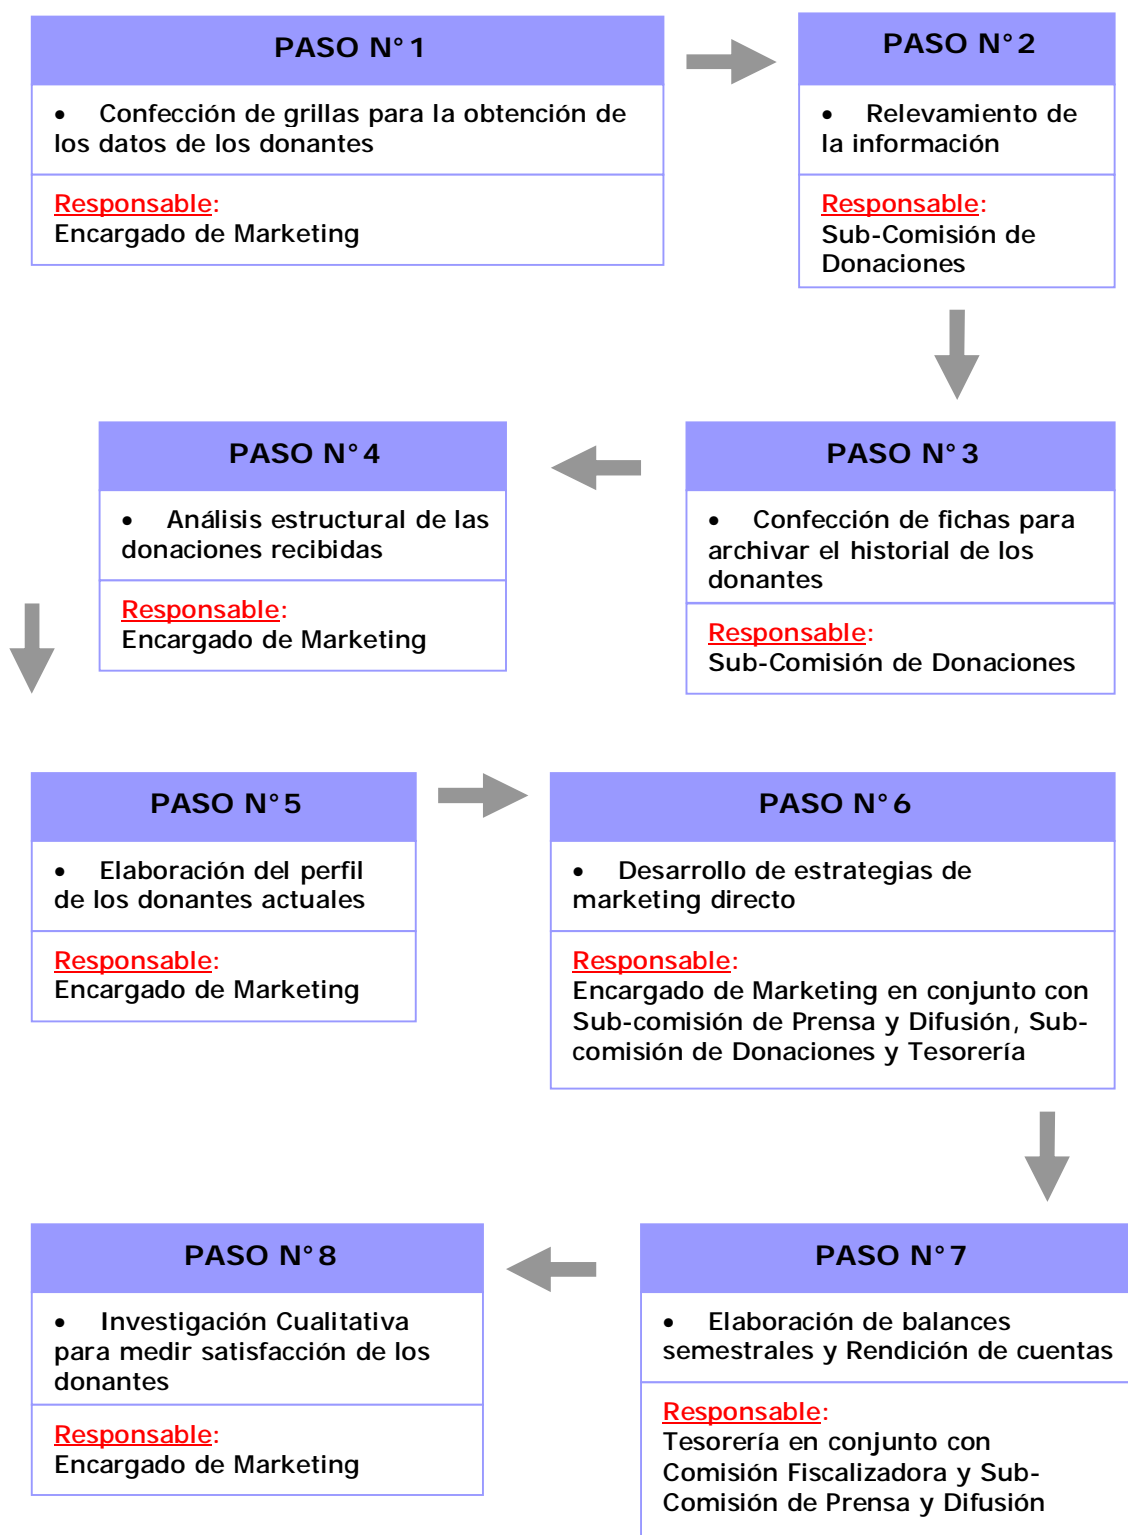 PASO N° 1
• Confección de grillas para la obtención de
los datos de los donantes
Responsable:
Encargado de Marketing
PASO N° 2
• Relevamiento de
la información
Responsable:
Sub-Comisión de
Donaciones
PASO N° 3
• Confección de fichas para
archivar el historial de los
donantes
Responsable:
Sub-Comisión de Donaciones
PASO N° 4
• Análisis estructural de las
donaciones recibidas
Responsable:
Encargado de Marketing
PASO N° 5
• Elaboración del perfil
de los donantes actuales
Responsable:
Encargado de Marketing
PASO N° 6
• Desarrollo de estrategias de
marketing directo
Responsable:
Encargado de Marketing en conjunto con
Sub-comisión de Prensa y Difusión, Sub-
comisión de Donaciones y Tesorería
PASO N° 7
• Elaboración de balances
semestrales y Rendición de cuentas
Responsable:
Tesorería en conjunto con
Comisión Fiscalizadora y Sub-
Comisión de Prensa y Difusión
PASO N° 8
• Investigación Cualitativa
para medir satisfacción de los
donantes
Responsable:
Encargado de Marketing